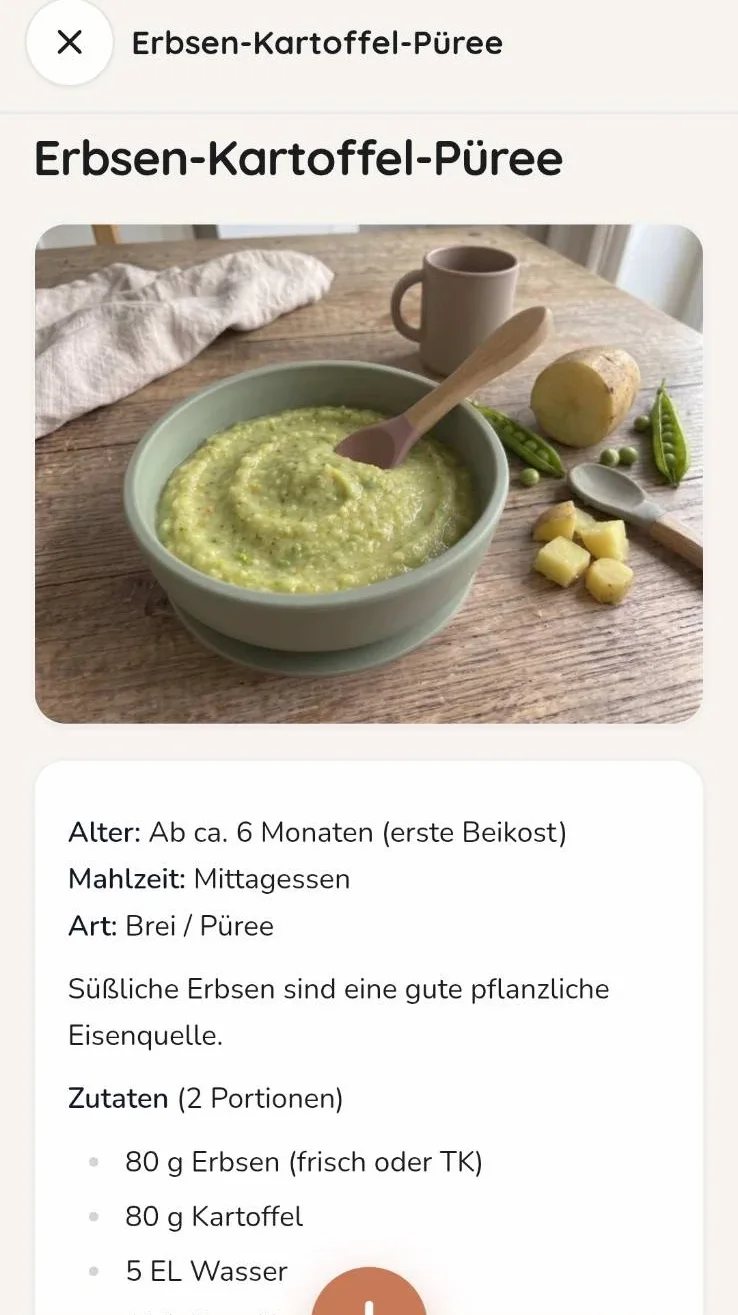 Erbsen-Kartoffel-Püree
Erbsen-Kartoffel-Püree
Alter: Ab ca. 6 Monaten (erste Beikost)
Mahlzeit: Mittagessen
Art: Brei / Püree
Süßliche Erbsen sind eine gute pflanzliche
Eisenquelle.
Zutaten (2 Portionen)
80 g Erbsen (frisch oder TK)
80 g Kartoffel
5 EL Wasser